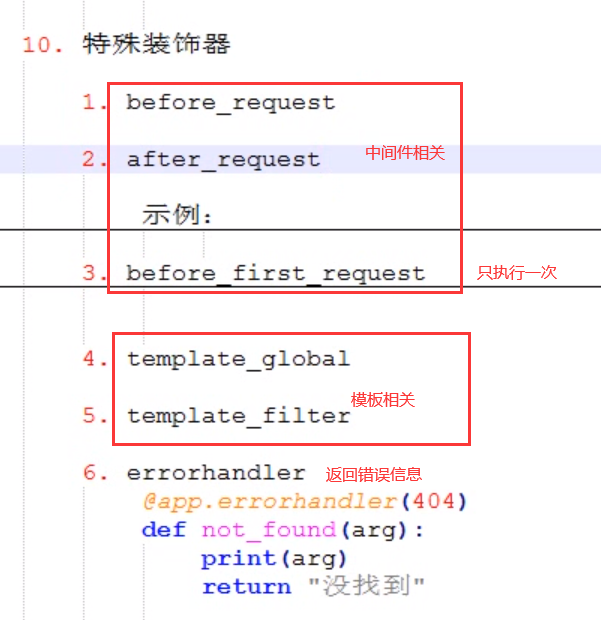 10. 特殊装饰器
1. before_request
2. after_request
中间件相关
示例:
3. before_first_request
只执行一次
4. template_global
模板相关
5. template_filter
6. errorhandler
返回错误信息
@app.errorhandler(404)
def not_found(arg):
print(arg)
return "没找到"